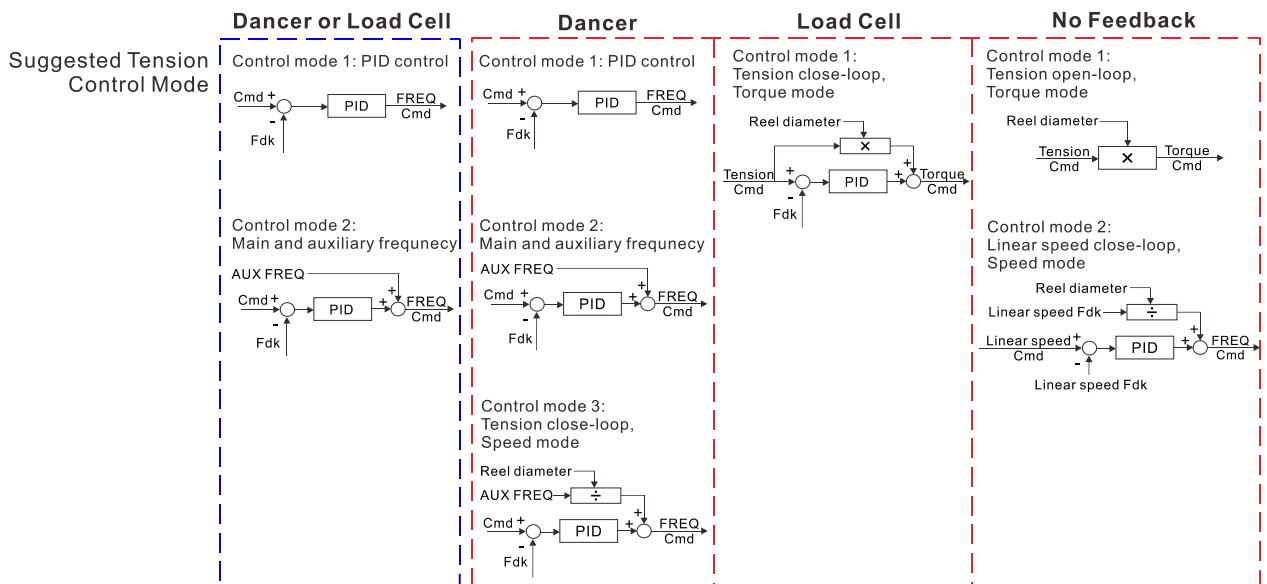 Dancer or Load Cell
Dancer
Load Cell
No Feedback
Suggested Tension
Control Mode
Control mode 1: PID control
Cmd +
PID
FREQ
Cmd
-
Fdk
Control mode 2:
Main and auxiliary frequnecy
AUX FREQ
+
Cmd +
PID
+
FREQ
Cmd
-
Fdk
Control mode 1: PID control
Cmd +
PID
FREQ
Cmd
-
Fdk
Control mode 2:
Main and auxiliary frequnecy
AUX FREQ
+
Cmd +
PID
+
FREQ
Cmd
-
Fdk
Control mode 3:
Tension close-loop,
Speed mode
Reel diameter
AUX FREQ
÷
+
Cmd +
PID
+
FREQ
Cmd
-
Fdk
Control mode 1:
Tension close-loop,
Torque mode
Reel diameter
×
+
Tension +
Cmd
PID
+ Torque
Cmd
-
Fdk
Control mode 1:
Tension open-loop,
Torque mode
Reel diameter
Tension
Cmd
×
Torque
Cmd
Control mode 2:
Linear speed close-loop,
Speed mode
Reel diameter
Linear speed Fdk
÷
+
Linear speed +
Cmd
PID
+ FREQ
Cmd
-
Linear speed Fdk